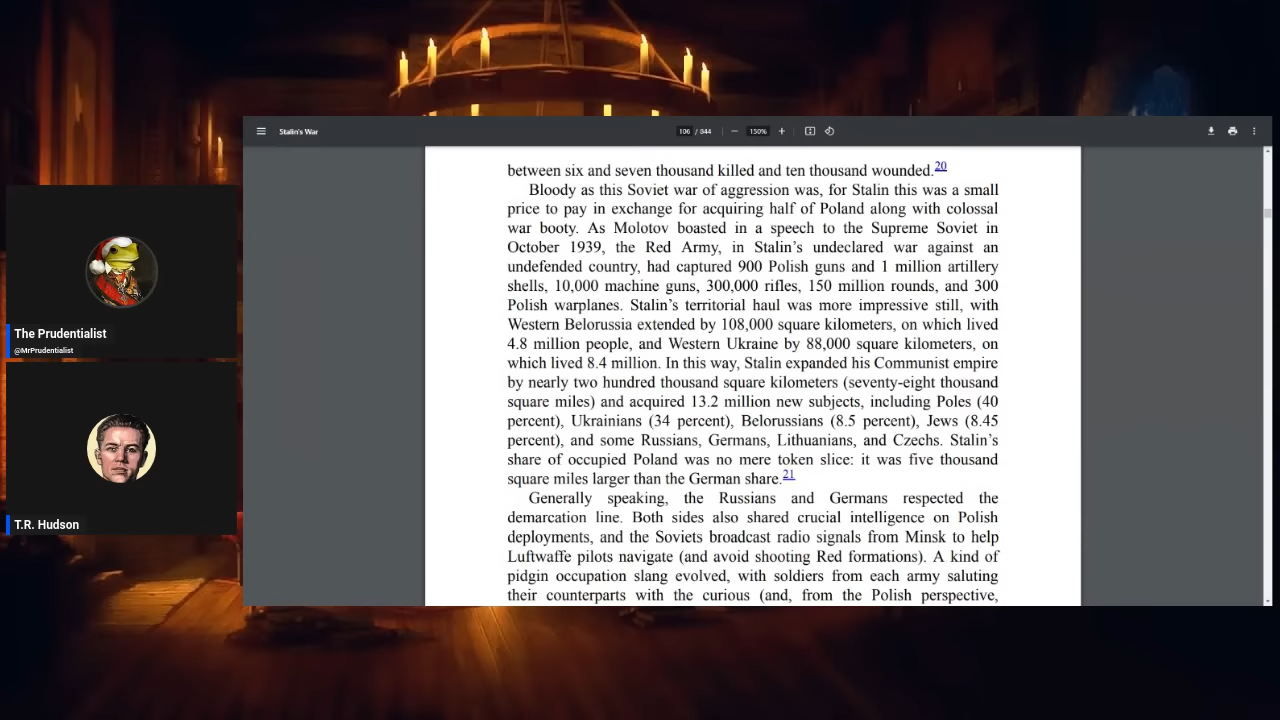 Stalin's War
106 / 844
150%
between six and seven thousand killed and ten thousand wounded.20
Bloody as this Soviet war of aggression was, for Stalin this was a small
price to pay in exchange for acquiring half of Poland along with colossal
war booty. As Molotov boasted in a speech to the Supreme Soviet in
October 1939, the Red Army, in Stalin's undeclared war against an
undefended country, had captured 900 Polish guns and 1 million artillery
shells, 10,000 machine guns, 300,000 rifles, 150 million rounds, and 300
Polish warplanes. Stalin's territorial haul was more impressive still, with
Western Belorussia extended by 108,000 square kilometers, on which lived
4.8 million people, and Western Ukraine by 88,000 square kilometers, on
which lived 8.4 million. In this way, Stalin expanded his Communist empire
by nearly two hundred thousand square kilometers (seventy-eight thousand
square miles) and acquired 13.2 million new subjects, including Poles (40
percent), Ukrainians (34 percent), Belorussians (8.5 percent), Jews (8.45
percent), and some Russians, Germans, Lithuanians, and Czechs. Stalin's
share of occupied Poland was no mere token slice: it was five thousand
square miles larger than the German share.21
Generally speaking, the Russians and Germans respected the
demarcation line. Both sides also shared crucial intelligence on Polish
deployments, and the Soviets broadcast radio signals from Minsk to help
Luftwaffe pilots navigate (and avoid shooting Red formations). A kind of
pidgin occupation slang evolved, with soldiers from each army saluting
their counterparts with the curious (and, from the Polish perspective,
The Prudentialist
@MrPrudentialist
T.R. Hudson